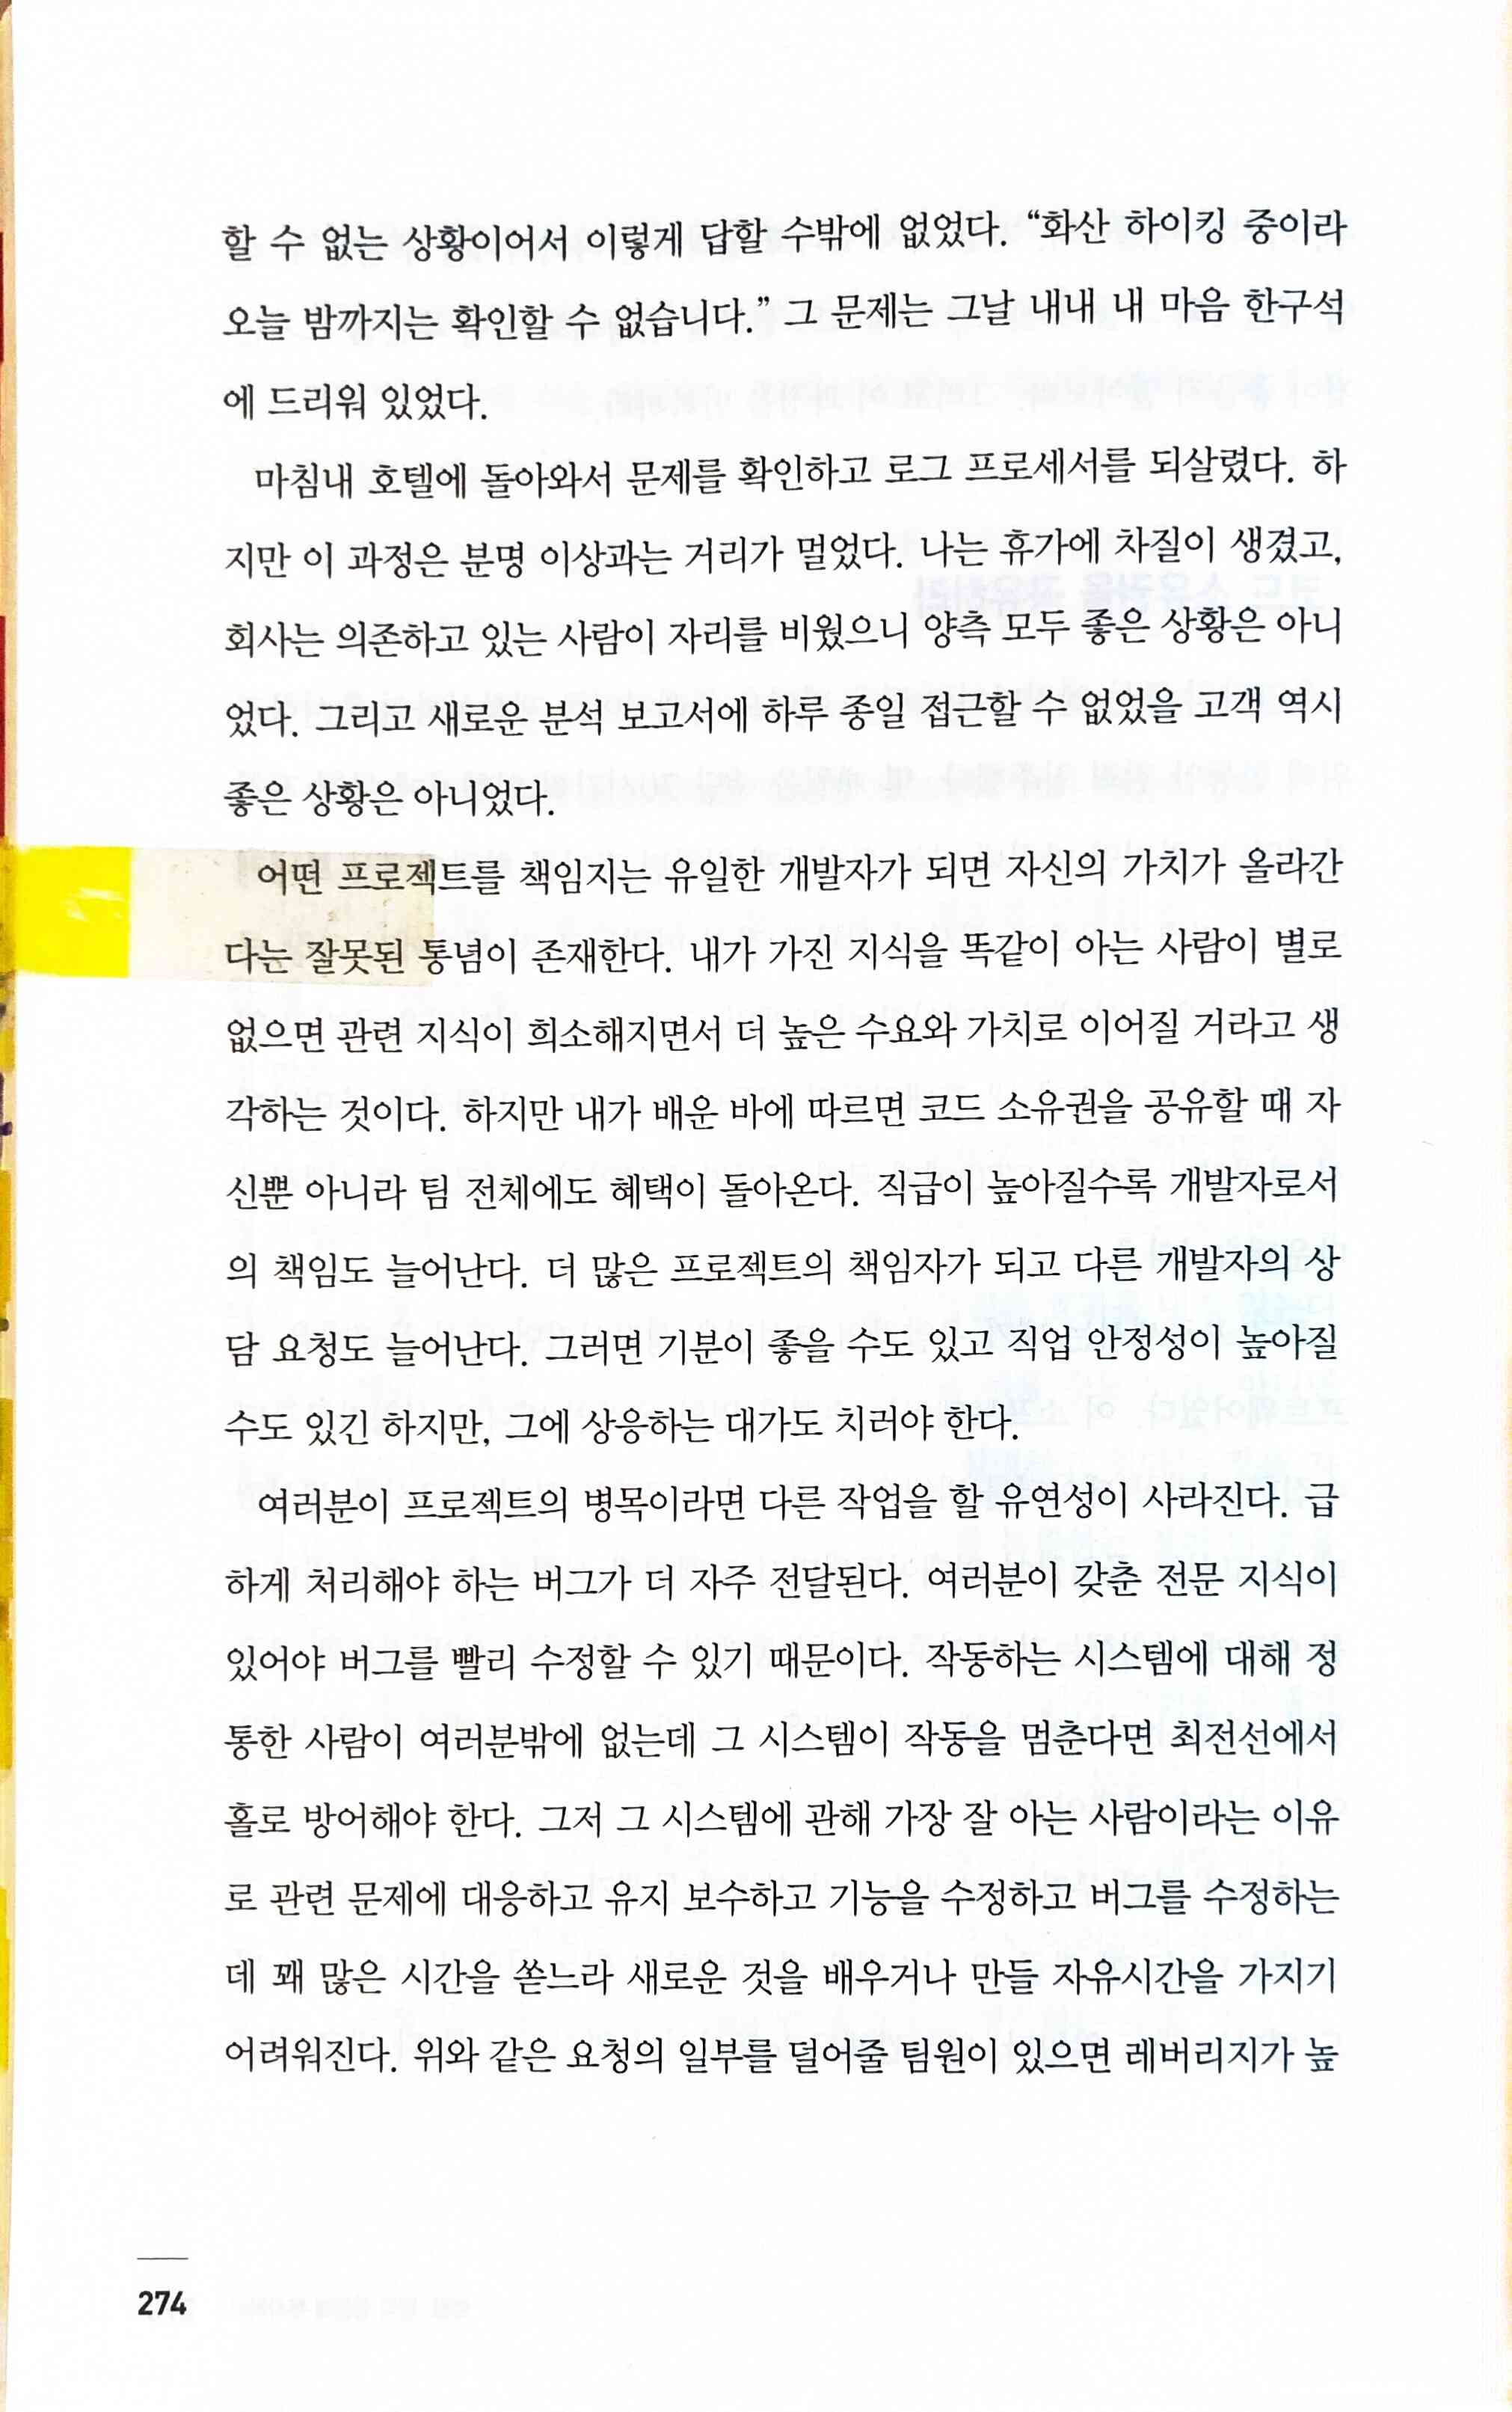 할 수 없는 상황이어서 이렇게 답할 수밖에 없었다. “화산 하이킹 중이라
오늘 밤까지는 확인할 수 없습니다.” 그 문제는 그날 내내 내 마음 한구석
에 드리워 있었다.
마침내 호텔에 돌아와서 문제를 확인하고 로그 프로세서를 되살렸다. 하
지만 이 과정은 분명 이상과는 거리가 멀었다. 나는 휴가에 차질이 생겼고,
회사는 의존하고 있는 사람이 자리를 비웠으니 양측 모두 좋은 상황은 아니
었다. 그리고 새로운 분석 보고서에 하루 종일 접근할 수 없었을 고객 역시
좋은 상황은 아니었다.
어떤 프로젝트를 책임지는 유일한 개발자가 되면 자신의 가치가 올라간
다는 잘못된 통념이 존재한다. 내가 가진 지식을 똑같이 아는 사람이 별로
없으면 관련 지식이 희소해지면서 더 높은 수요와 가치로 이어질 거라고 생
각하는 것이다. 하지만 내가 배운 바에 따르면 코드 소유권을 공유할 때 자
신뿐 아니라 팀 전체에도 혜택이 돌아온다. 직급이 높아질수록 개발자로서
의 책임도 늘어난다. 더 많은 프로젝트의 책임자가 되고 다른 개발자의 상
담 요청도 늘어난다. 그러면 기분이 좋을 수도 있고 직업 안정성이 높아질
수도 있긴 하지만, 그에 상응하는 대가도 치러야 한다.
여러분이 프로젝트의 병목이라면 다른 작업을 할 유연성이 사라진다. 급
하게 처리해야 하는 버그가 더 자주 전달된다. 여러분이 갖춘 전문 지식이
있어야 버그를 빨리 수정할 수 있기 때문이다. 작동하는 시스템에 대해 정
통한 사람이 여러분밖에 없는데 그 시스템이 작동을 멈춘다면 최전선에서
홀로 방어해야 한다. 그저 그 시스템에 관해 가장 잘 아는 사람이라는 이유
로 관련 문제에 대응하고 유지 보수하고 기능을 수정하고 버그를 수정하는
데 꽤 많은 시간을 쏟느라 새로운 것을 배우거나 만들 자유시간을 가지기
어려워진다. 위와 같은 요청의 일부를 덜어줄 팀원이 있으면 레버리지가 높
274